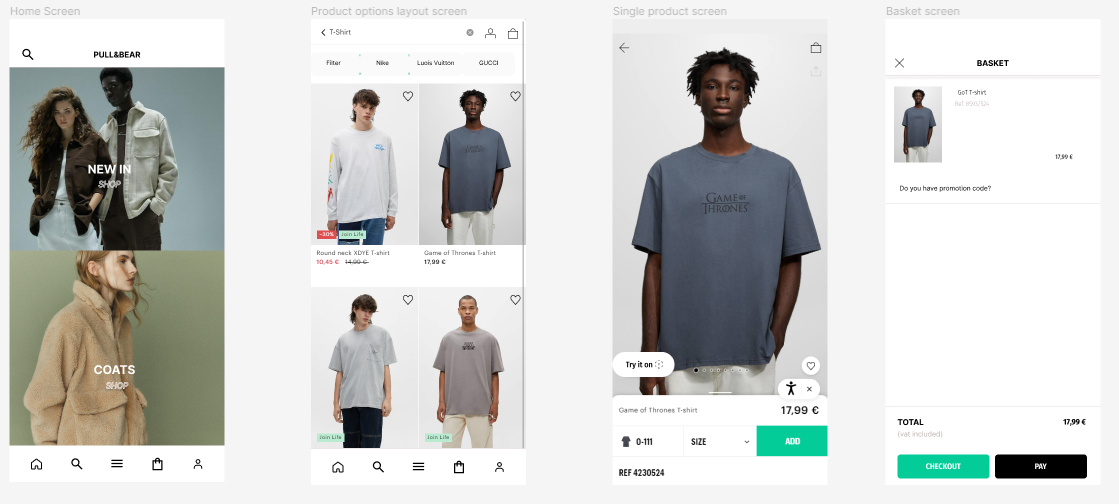 Home Screen
PULL&BEAR
NEW IN
SHOP
COATS
SHOP
Product options layout screen
T-Shirt
Filter
Nike
Lucis Vuitton
GUCCI
-30%
Join Life
Round neck XDYE T-shirt
10,45 € 14,99 €
Game of Thrones T-shirt
17,99 €
Join Life
Join Life
Single product screen
GAME OF
THRONES
Try it on
Game of Thrones T-shirt
17,99 €
0-111
SIZE
ADD
REF 4230524
Basket screen
BASKET
GoT T-shirt
17,99 €
Do you have promotion code?
TOTAL
17,99 €
(vat included)
CHECKOUT
PAY